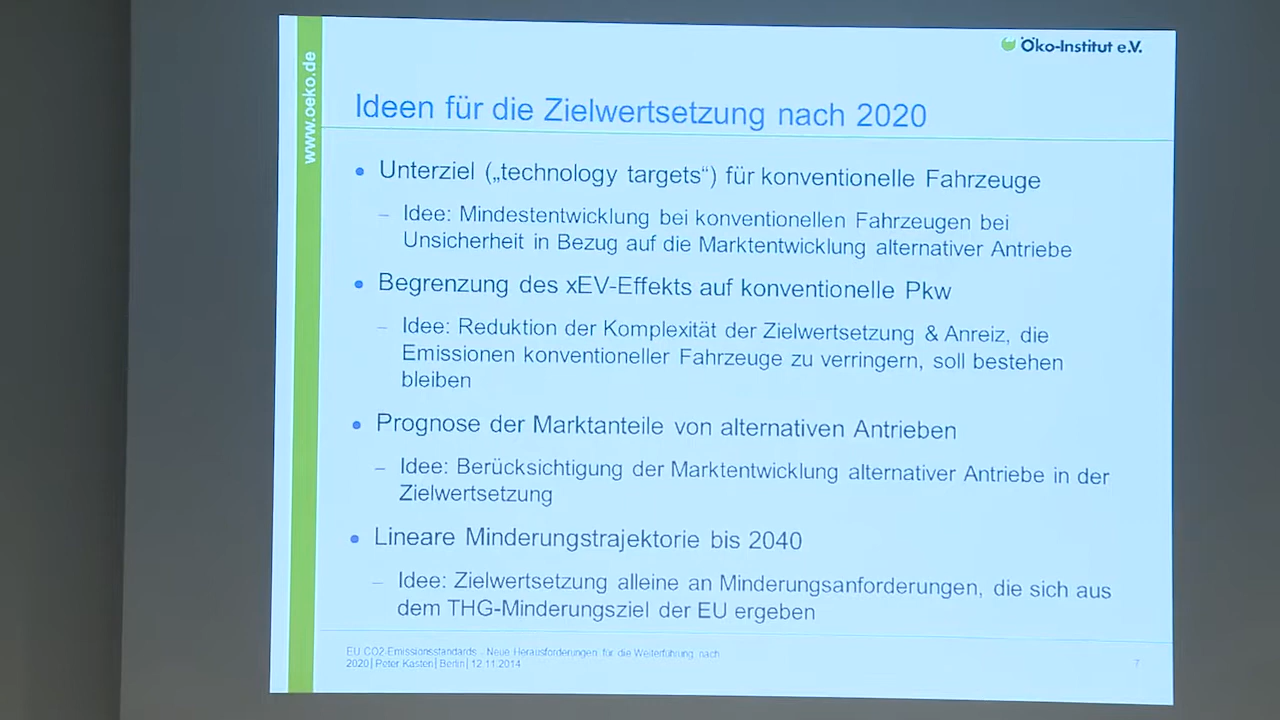 Öko-Institut e.V.
www.oeko.de
Ideen für die Zielwertsetzung nach 2020
• Unterziel („technology targets“) für konventionelle Fahrzeuge
– Idee: Mindestentwicklung bei konventionellen Fahrzeugen bei
Unsicherheit in Bezug auf die Marktentwicklung alternativer Antriebe
• Begrenzung des xEV-Effekts auf konventionelle Pkw
– Idee: Reduktion der Komplexität der Zielwertsetzung & Anreiz, die
Emissionen konventioneller Fahrzeuge zu verringern, soll bestehen
bleiben
• Prognose der Marktanteile von alternativen Antrieben
– Idee: Berücksichtigung der Marktentwicklung alternativer Antriebe in der
Zielwertsetzung
• Lineare Minderungstrajektorie bis 2040
– Idee: Zielwertsetzung alleine an Minderungsanforderungen, die sich aus
dem THG-Minderungsziel der EU ergeben
EU CO2-Emissionsstandards - Neue Herausforderungen für die Weiterführung nach
2020 | Peter Kasten | Berlin | 12.11.2014
7